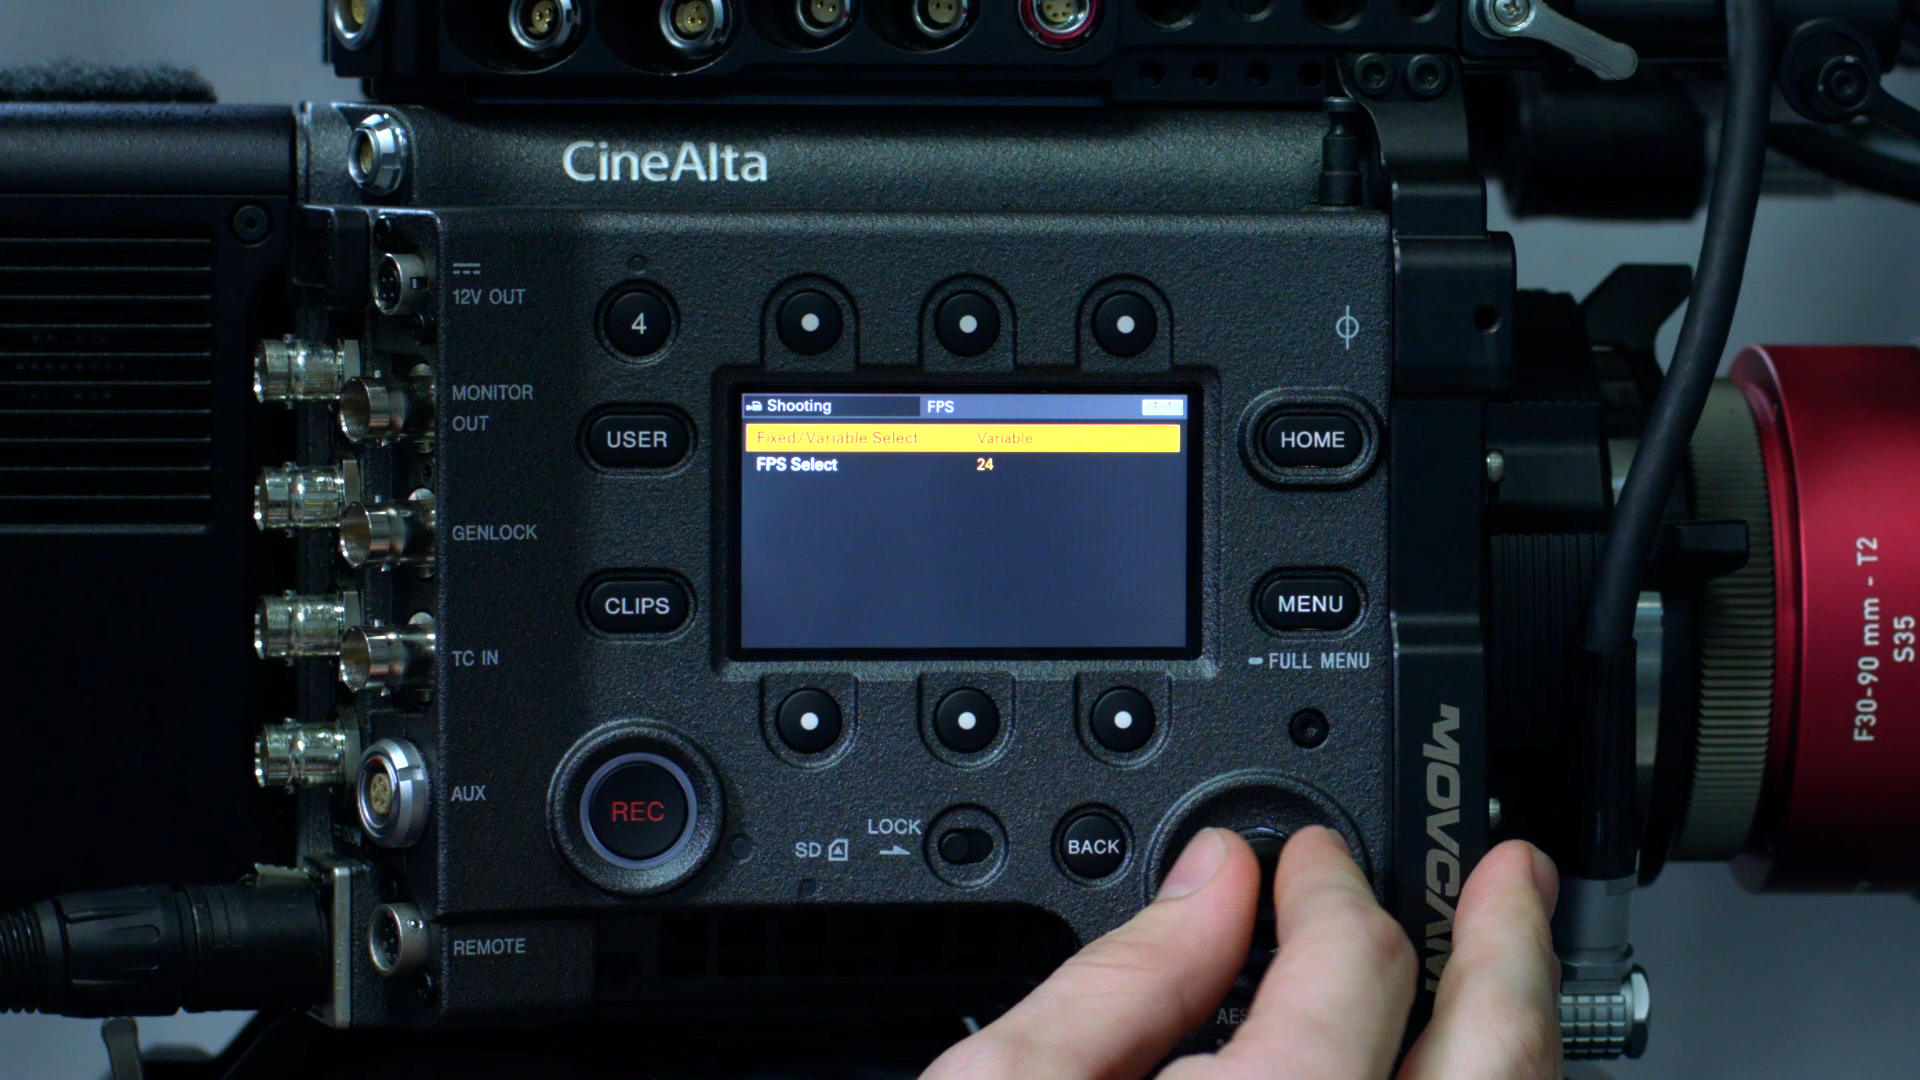 CineAlta
12V OUT
4
MONITOR
OUT
USER
HOME
Shooting
FPS
Fixed/Variable Select
Variable
FPS Select
24
GENLOCK
CLIPS
MENU
FULL MENU
TC IN
AUX
REC
SD
LOCK
BACK
REMOTE
AES
MOVCAM
F30-90 mm - T2
S35